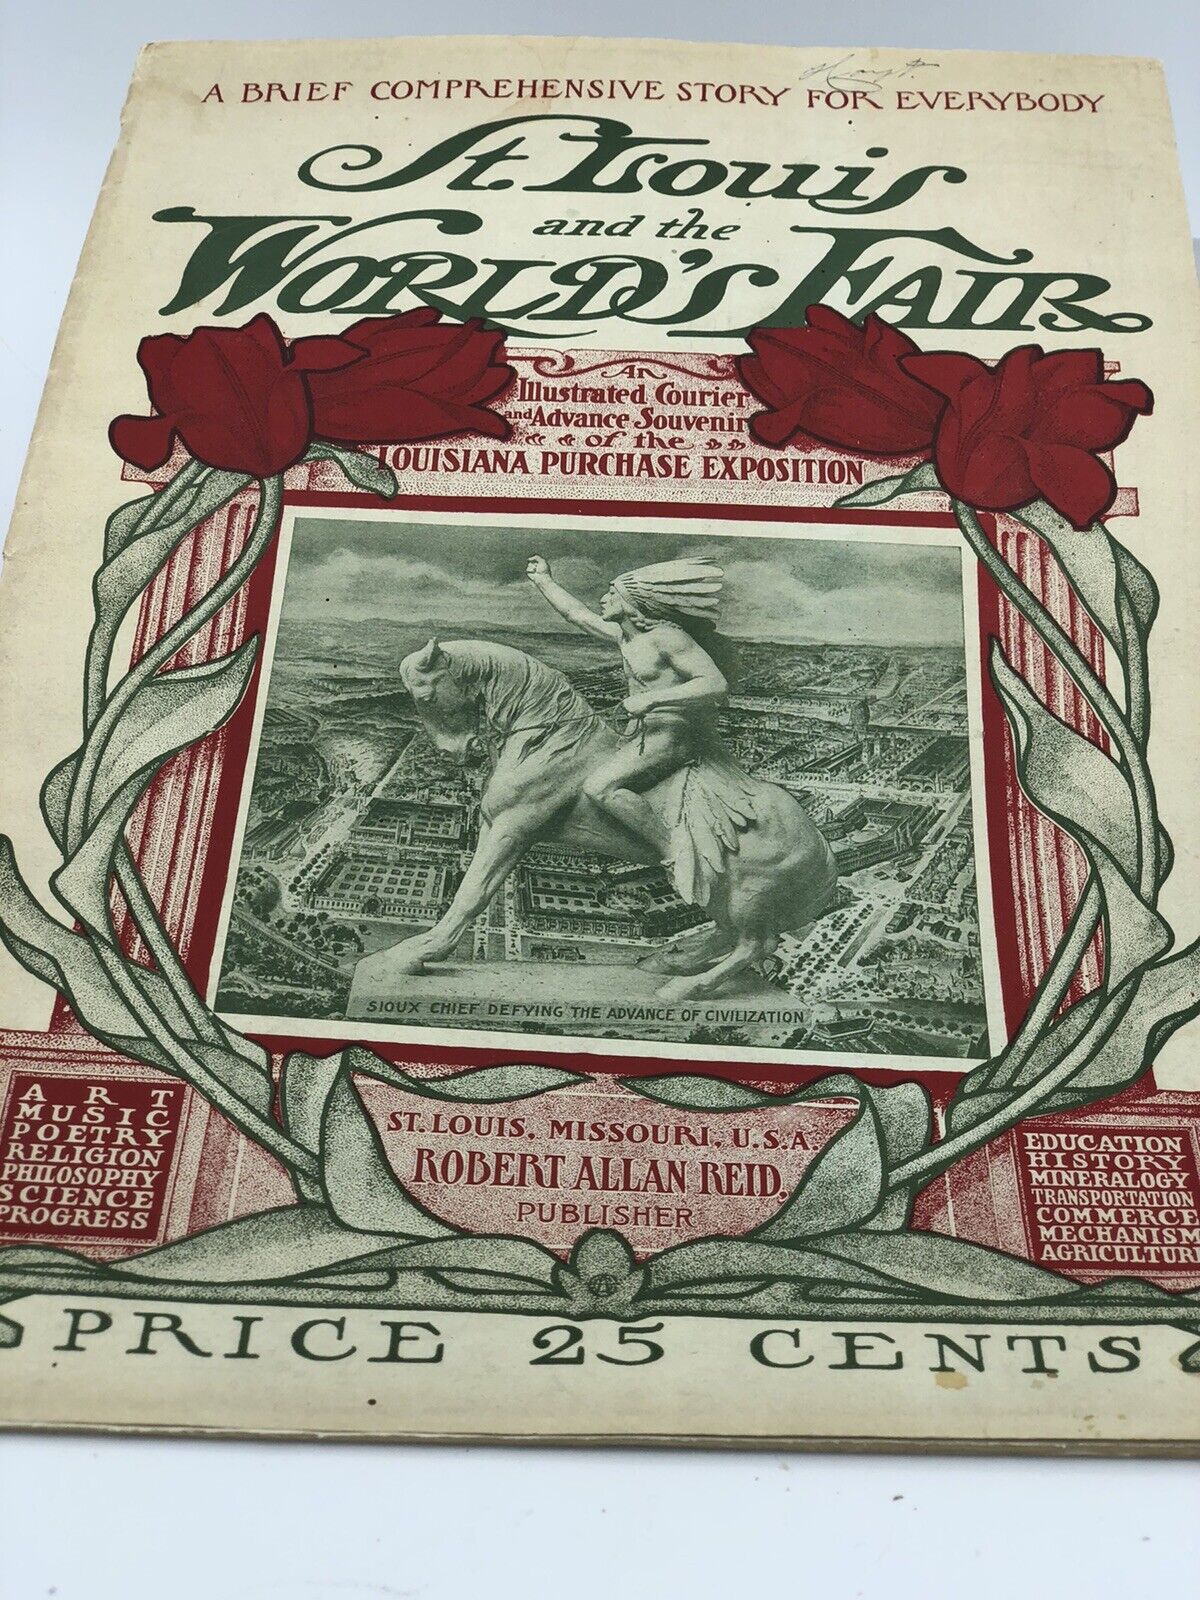 A BRIEF COMPREHENSIVE STORY FOR EVERYBODY
St. Louis
and the
WORLD'S FAIR
AN
Illustrated Courier
and Advance Souvenir
of the
LOUISIANA PURCHASE EXPOSITION
SIOUX CHIEF DEFYING THE ADVANCE OF CIVILIZATION
ST. LOUIS, MISSOURI, U.S.A.
ROBERT ALLAN REID,
PUBLISHER
ART
MUSIC
POETRY
RELIGION
PHILOSOPHY
SCIENCE
PROGRESS
EDUCATION
HISTORY
MINERALOGY
TRANSPORTATION
COMMERCE
MECHANISM
AGRICULTUR
PRICE 25 CENTS